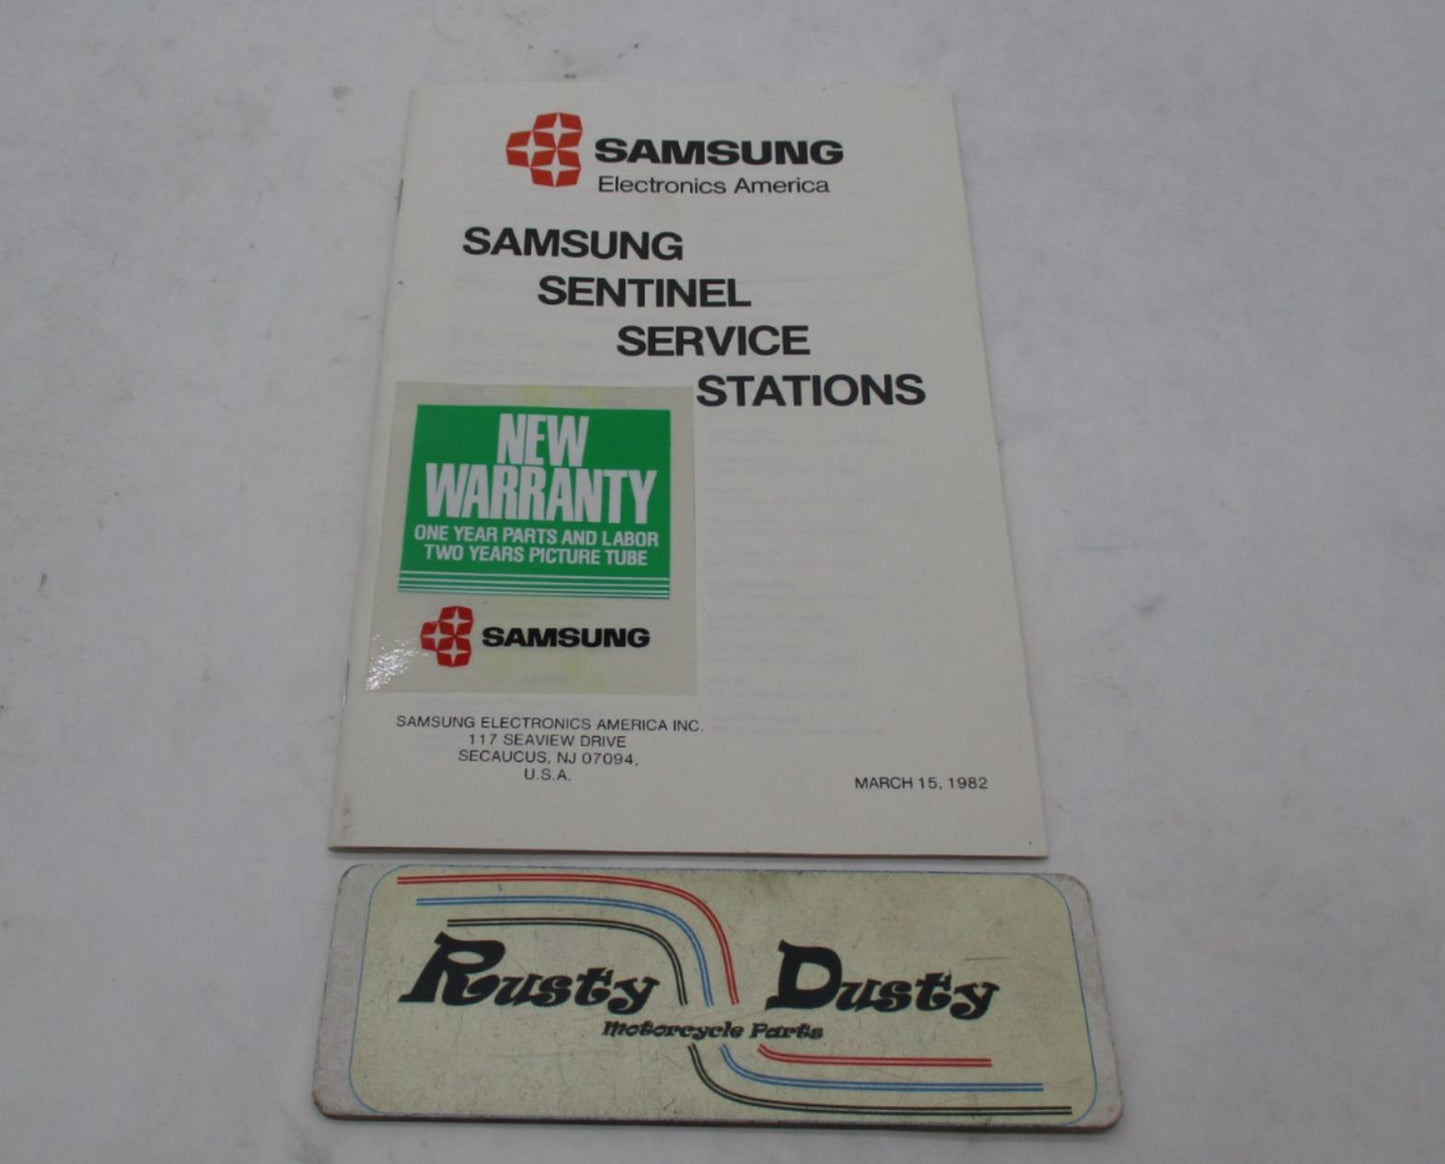 SAMSUNG
Electronics America
SAMSUNG
SENTINEL
SERVICE
STATIONS
NEW
WARRANTY
ONE YEAR PARTS AND LABOR
TWO YEARS PICTURE TUBE
SAMSUNG
SAMSUNG ELECTRONICS AMERICA INC.
117 SEAVIEW DRIVE
SECAUCUS, NJ 07094,
U.S.A.
MARCH 15, 1982
Rusty Dusty
Motorcycle Parts